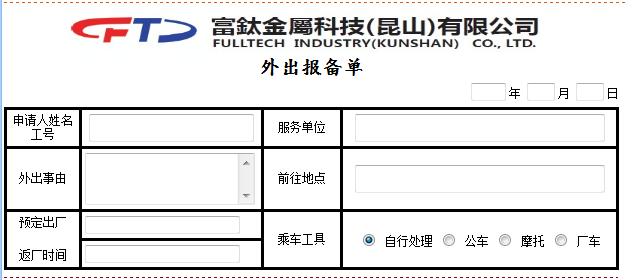 FTD 富鈦金屬科技(昆山)有限公司
FULLTECH INDUSTRY(KUNSHAN) CO., LTD.
外出报备单
年 月 日
申请人姓名
工号
服务单位
外出事由
前往地点
预定出厂
返厂时间
乘车工具
自行处理 公车 摩托 厂车